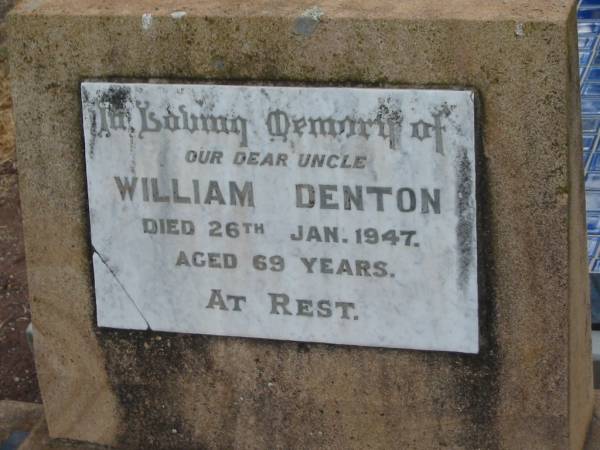 In Loving Memory of
OUR DEAR UNCLE
WILLIAM DENTON
DIED 26TH JAN. 1947.
AGED 69 YEARS.
AT REST.